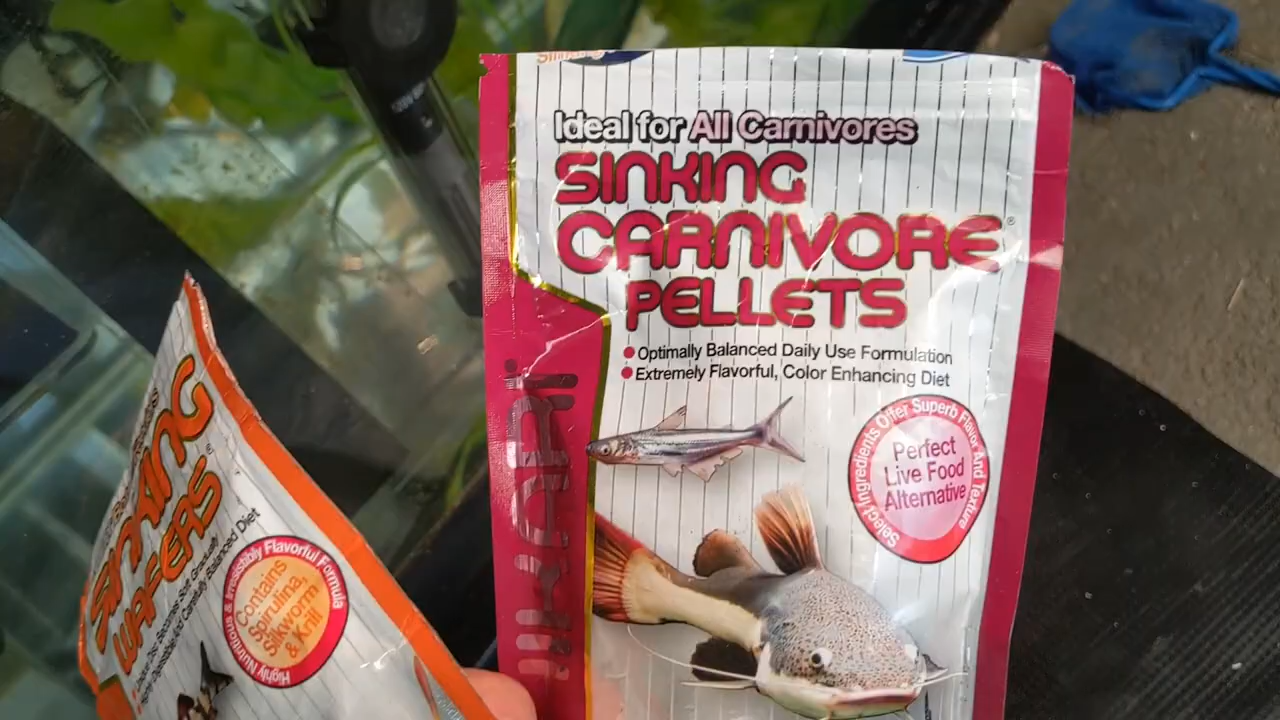 Sinking
Ideal for All Carnivores
SINKING
CARNIVORE®
PELLETS
Optimally Balanced Daily Use Formulation
Extremely Flavorful, Color Enhancing Diet
Select Ingredients Offer Superb Flavor And Texture
Perfect
Live Food
Alternative
SINKING
WAFERS®
Highly Nutritious & Irresistibly Flavorful Formula
Contains
Spirulina,
Silkworm
& Krill